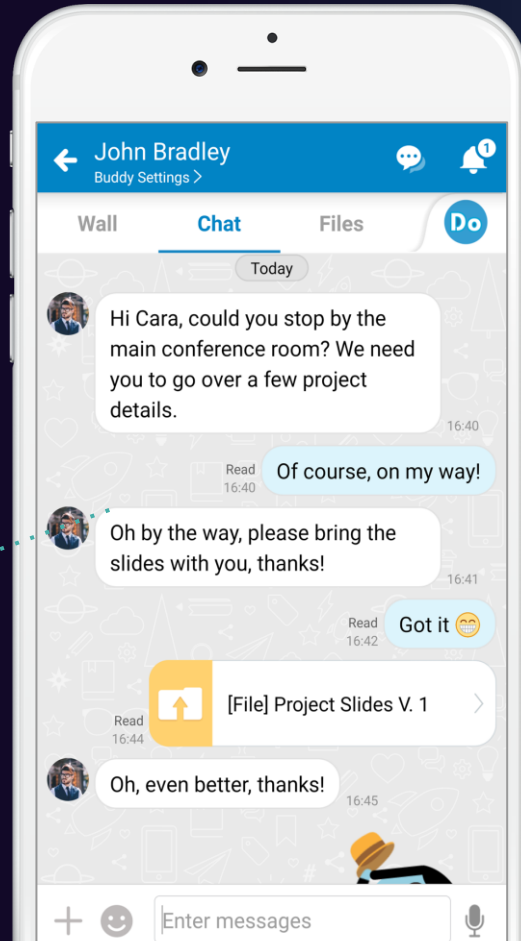 John Bradley
Buddy Settings >
1
Wall Chat Files Do
Today
Hi Cara, could you stop by the
main conference room? We need
you to go over a few project
details.
16:40
Read
16:40
Of course, on my way!
Oh by the way, please bring the
slides with you, thanks!
16:41
Read
16:42
Got it 😁
[File] Project Slides V. 1
Read
16:44
Oh, even better, thanks!
16:45
Enter messages